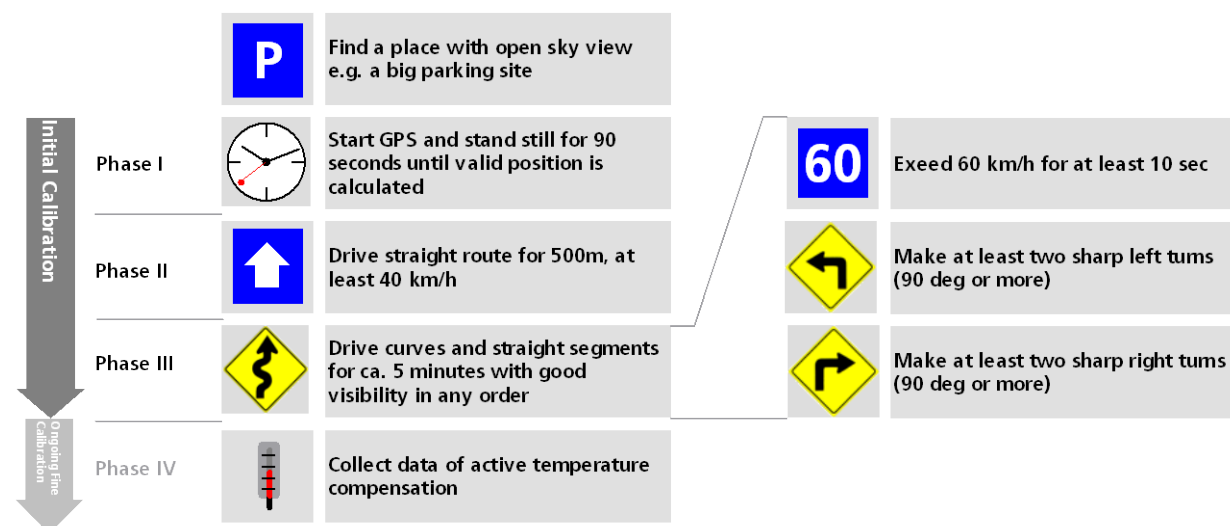 P
Find a place with open sky view
e.g. a big parking site
Initial Calibration
Phase I
Start GPS and stand still for 90
seconds until valid position is
calculated
Phase II
Drive straight route for 500m, at
least 40 km/h
Phase III
Drive curves and straight segments
for ca. 5 minutes with good
visibility in any order
60
Exeed 60 km/h for at least 10 sec
Make at least two sharp left turns
(90 deg or more)
Make at least two sharp right turns
(90 deg or more)
Ongoing Fine
Calibration
Phase IV
Collect data of active temperature
compensation